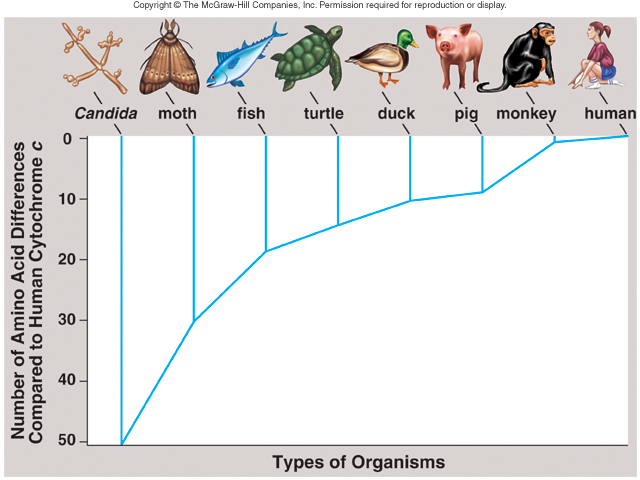 Copyright © The McGraw-Hill Companies, Inc. Permission required for reproduction or display.
Candida moth fish turtle duck pig monkey human
Number of Amino Acid Differences
Compared to Human Cytochrome c
0
10
20
30
40
50
Types of Organisms